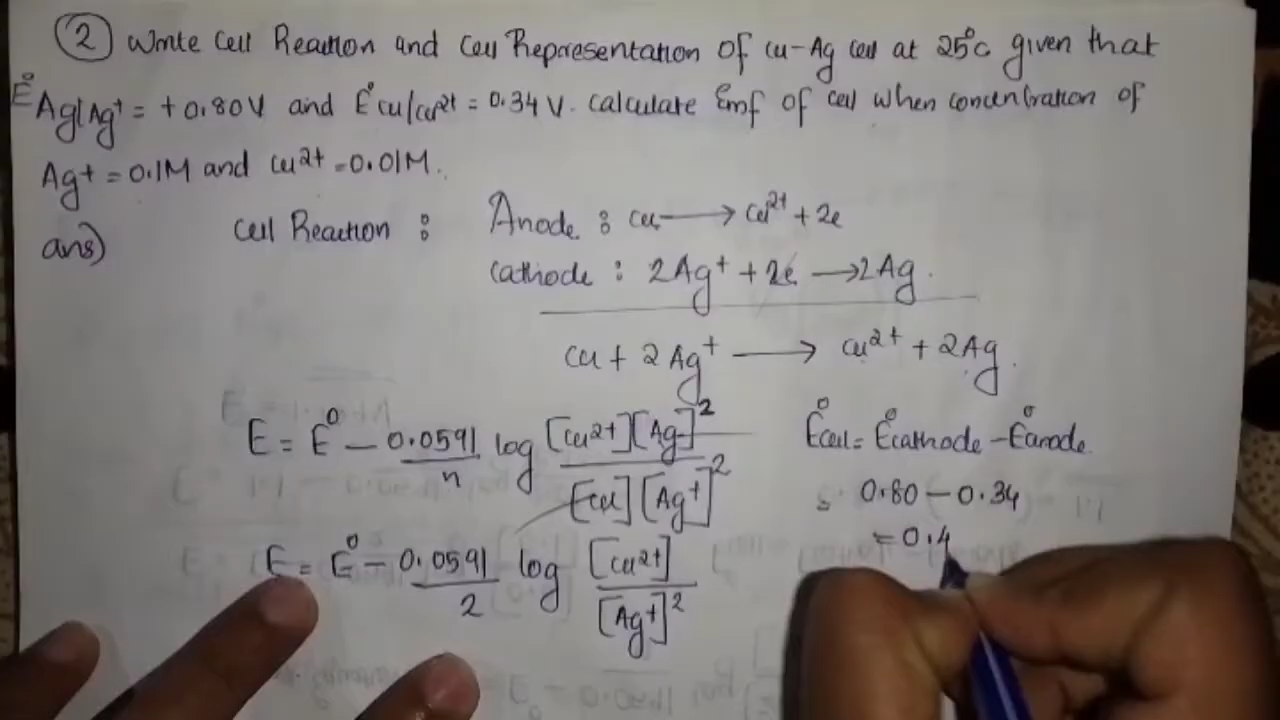 ② Write Cell Reaction and Cell Representation of Cu-Ag cell at 25°C given that
E° Ag|Ag+ = +0.80V and E° Cu/Cu2+ = 0.34 V. Calculate Emf of cell when concentration of
Ag+ = 0.1M and Cu2+ = 0.01M.
ans) Cell Reaction : Anode : Cu ⟶ Cu2+ + 2e
Cathode : 2Ag+ + 2e ⟶ 2Ag.
Cu + 2Ag+ ⟶ Cu2+ + 2Ag.
E = E° - 0.0591/n log [Cu2+][Ag]²/[Cu][Ag+]²
E°cell = E°cathode - E°anode.
= 0.80 - 0.34
= 0.4
E = E° - 0.0591/2 log [Cu2+]/[Ag+]²